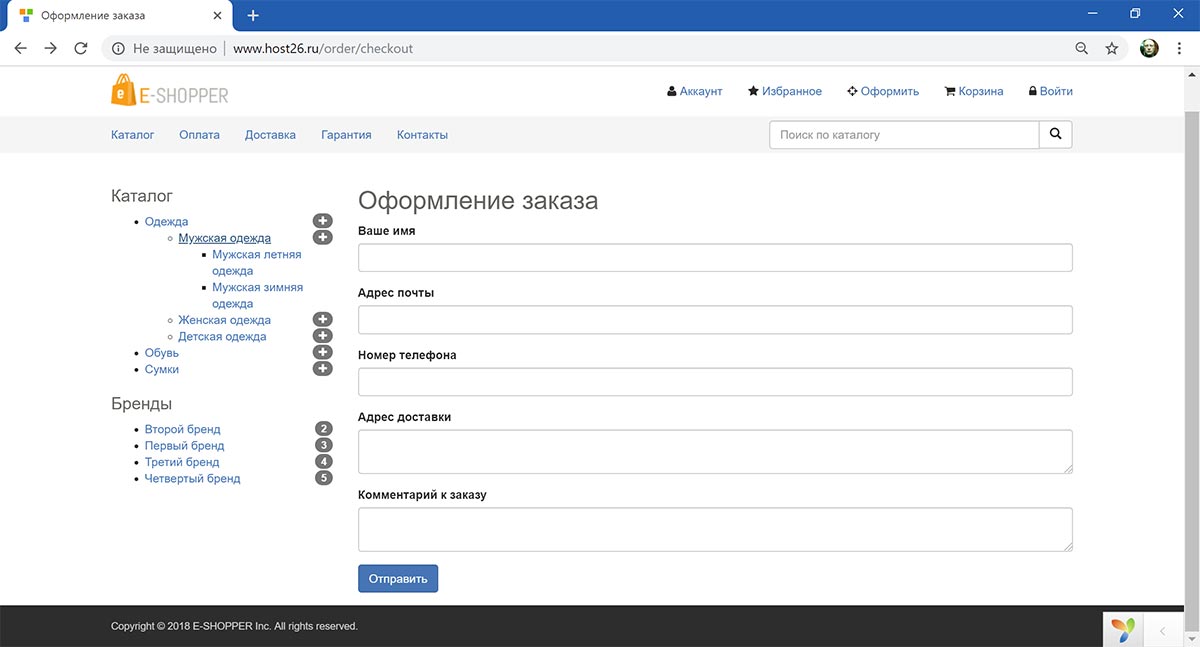 Оформление заказа
Не защищено
www.host26.ru/order/checkout
e E-SHOPPER
Аккаунт Избранное Оформить Корзина Войти
Каталог Оплата Доставка Гарантия Контакты
Поиск по каталогу
Каталог
Одежда
Мужская одежда
Мужская летняя
одежда
Мужская зимняя
одежда
Женская одежда
Детская одежда
Обувь
Сумки
Бренды
Второй бренд 2
Первый бренд 3
Третий бренд 4
Четвертый бренд 5
Оформление заказа
Ваше имя
Адрес почты
Номер телефона
Адрес доставки
Комментарий к заказу
Отправить
Copyright © 2018 E-SHOPPER Inc. All rights reserved.